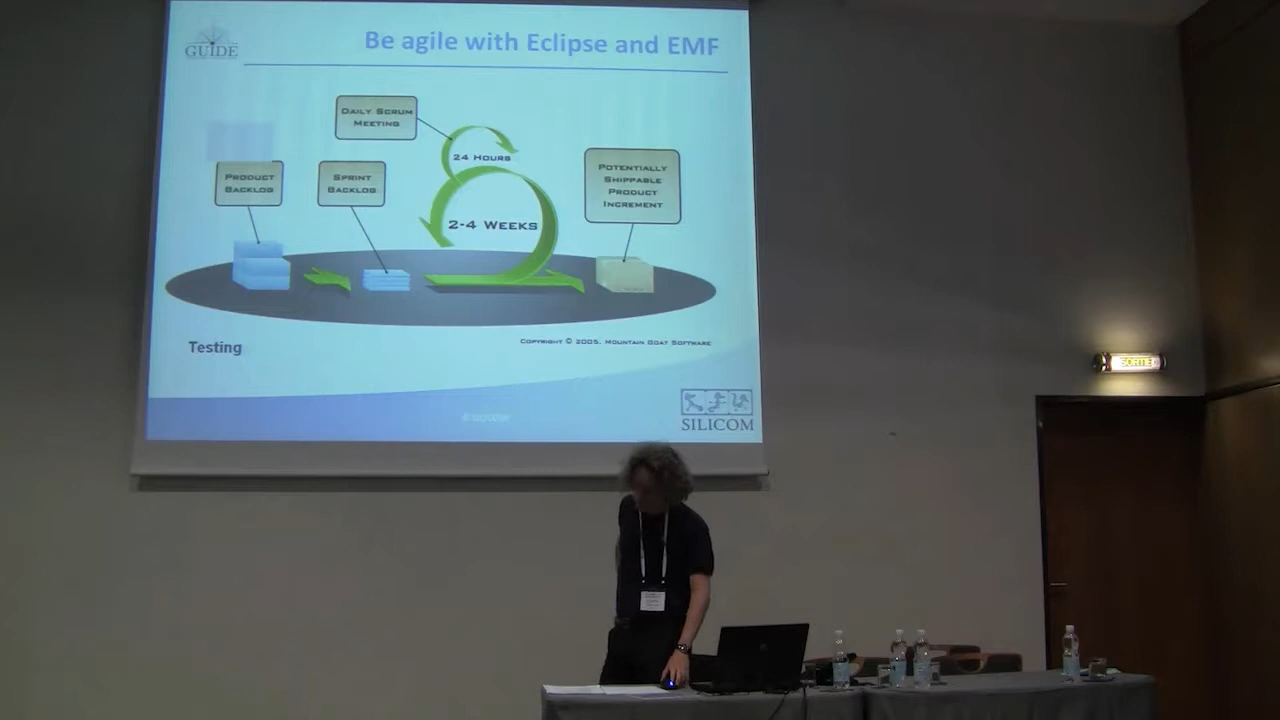 GUIDE
Be agile with Eclipse and EMF
DAILY SCRUM
MEETING
24 HOURS
PRODUCT
BACKLOG
SPRINT
BACKLOG
POTENTIALLY
SHIPPABLE
PRODUCT
INCREMENT
2-4 WEEKS
Testing
COPYRIGHT © 2005, MOUNTAIN GOAT SOFTWARE
SILICOM
SORTIE